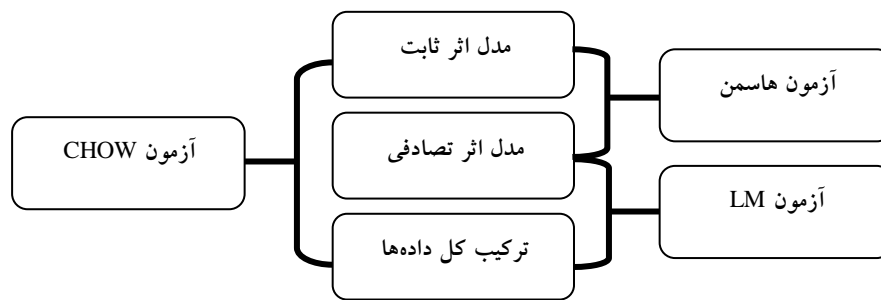 مدل اثر ثابت
آزمون هاسمن
مدل اثر تصادفی
آزمون CHOW
آزمون LM
ترکیب کل داده‌ها